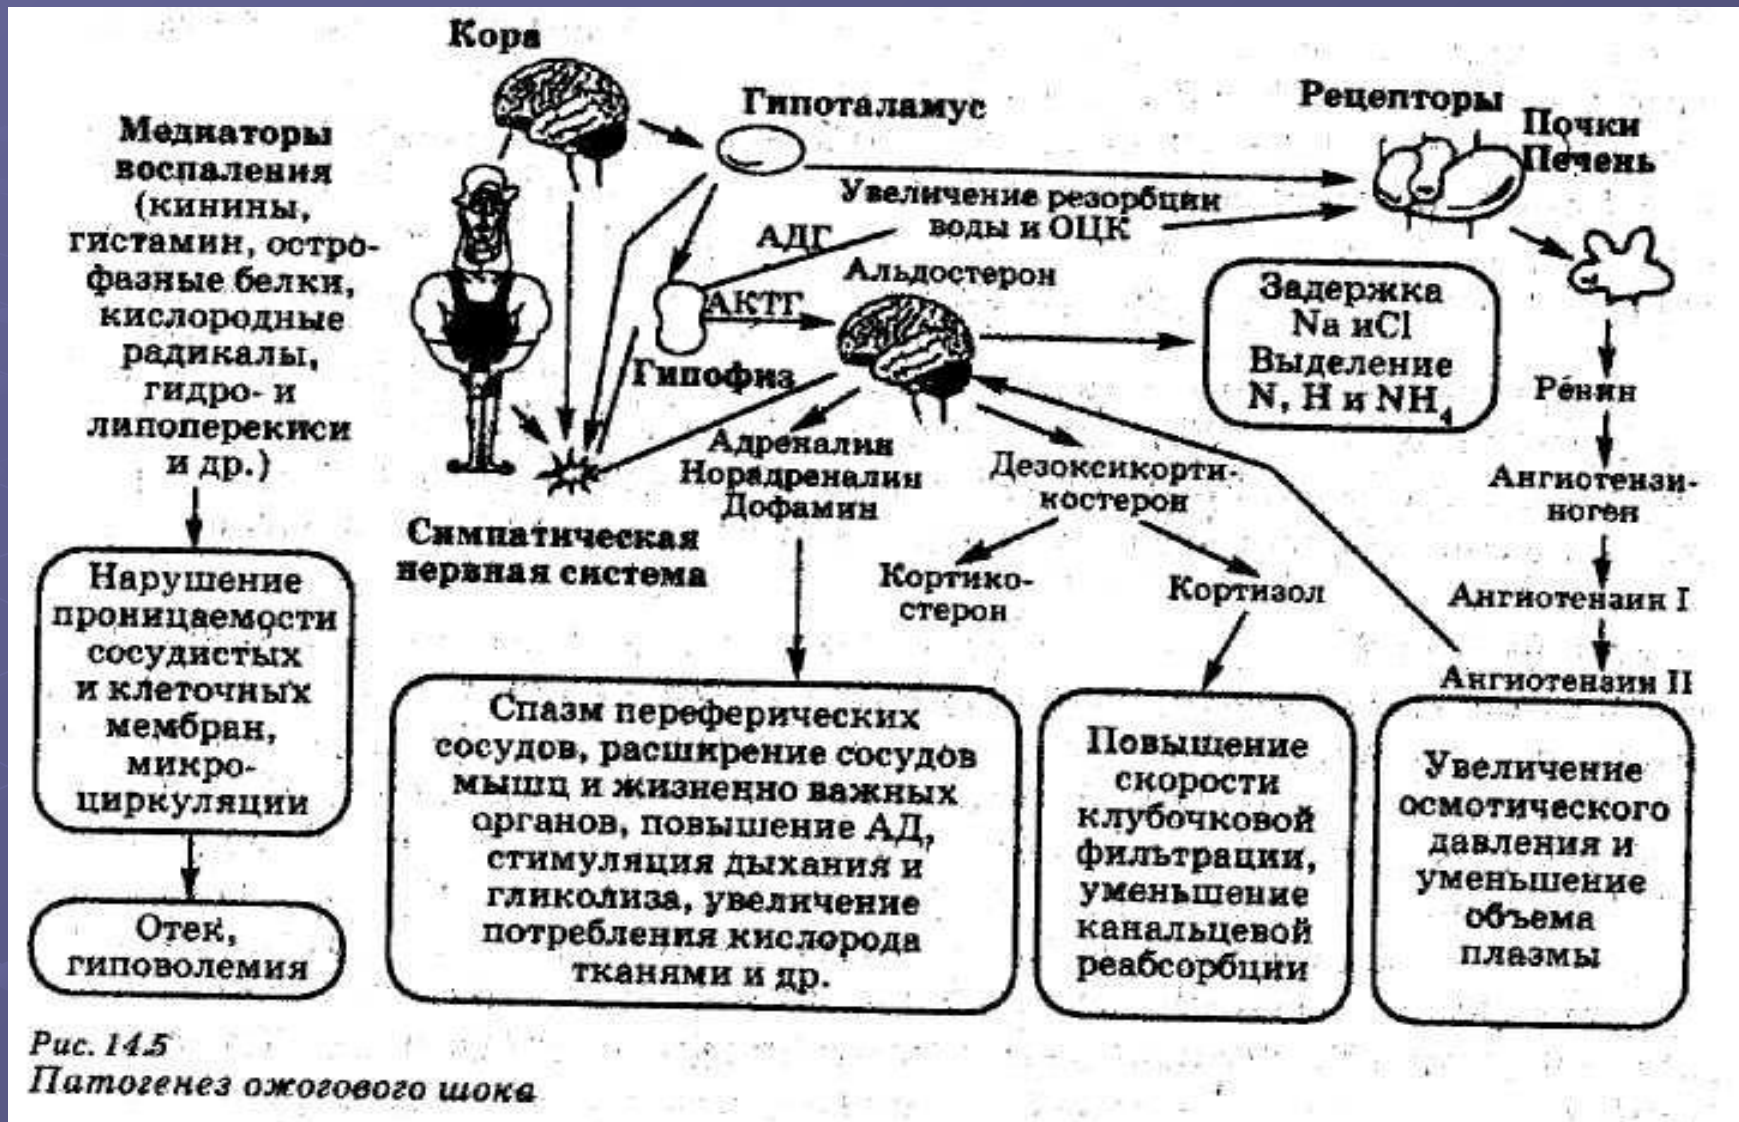 Кора
Гипоталамус
Рецепторы
Почки
Печень
Медиаторы
воспаления
(кинины,
гистамин, остро-
фазные белки,
кислородные
радикалы,
гидро- и
липоперекиси
и др.)
Увеличение резорбции
воды и ОЦК
АДГ
Альдостерон
АКТГ
Гипофиз
Задержка
Na иCl
Выделение
N, H и NH4
Ренин
Ангиотензи-
ноген
Ангиотензин I
Ангиотензин II
Адреналин
Норадреналин
Дофамин
Дезоксикорти-
костерон
Симпатическая
нервная система
Кортико-
стерон
Кортизол
Нарушение
проницаемости
сосудистых
и клеточных
мембран,
микро-
циркуляции
Отек,
гиповолемия
Спазм переферических
сосудов, расширение сосудов
мышц и жизненно важных
органов, повышение АД,
стимуляция дыхания и
гликолиза, увеличение
потребления кислорода
тканями и др.
Повышение
скорости
клубочковой
фильтрации,
уменьшение
канальцевой
реабсорбции
Увеличение
осмотического
давления и
уменьшение
объема
плазмы
Рис. 14.5
Патогенез ожогового шока